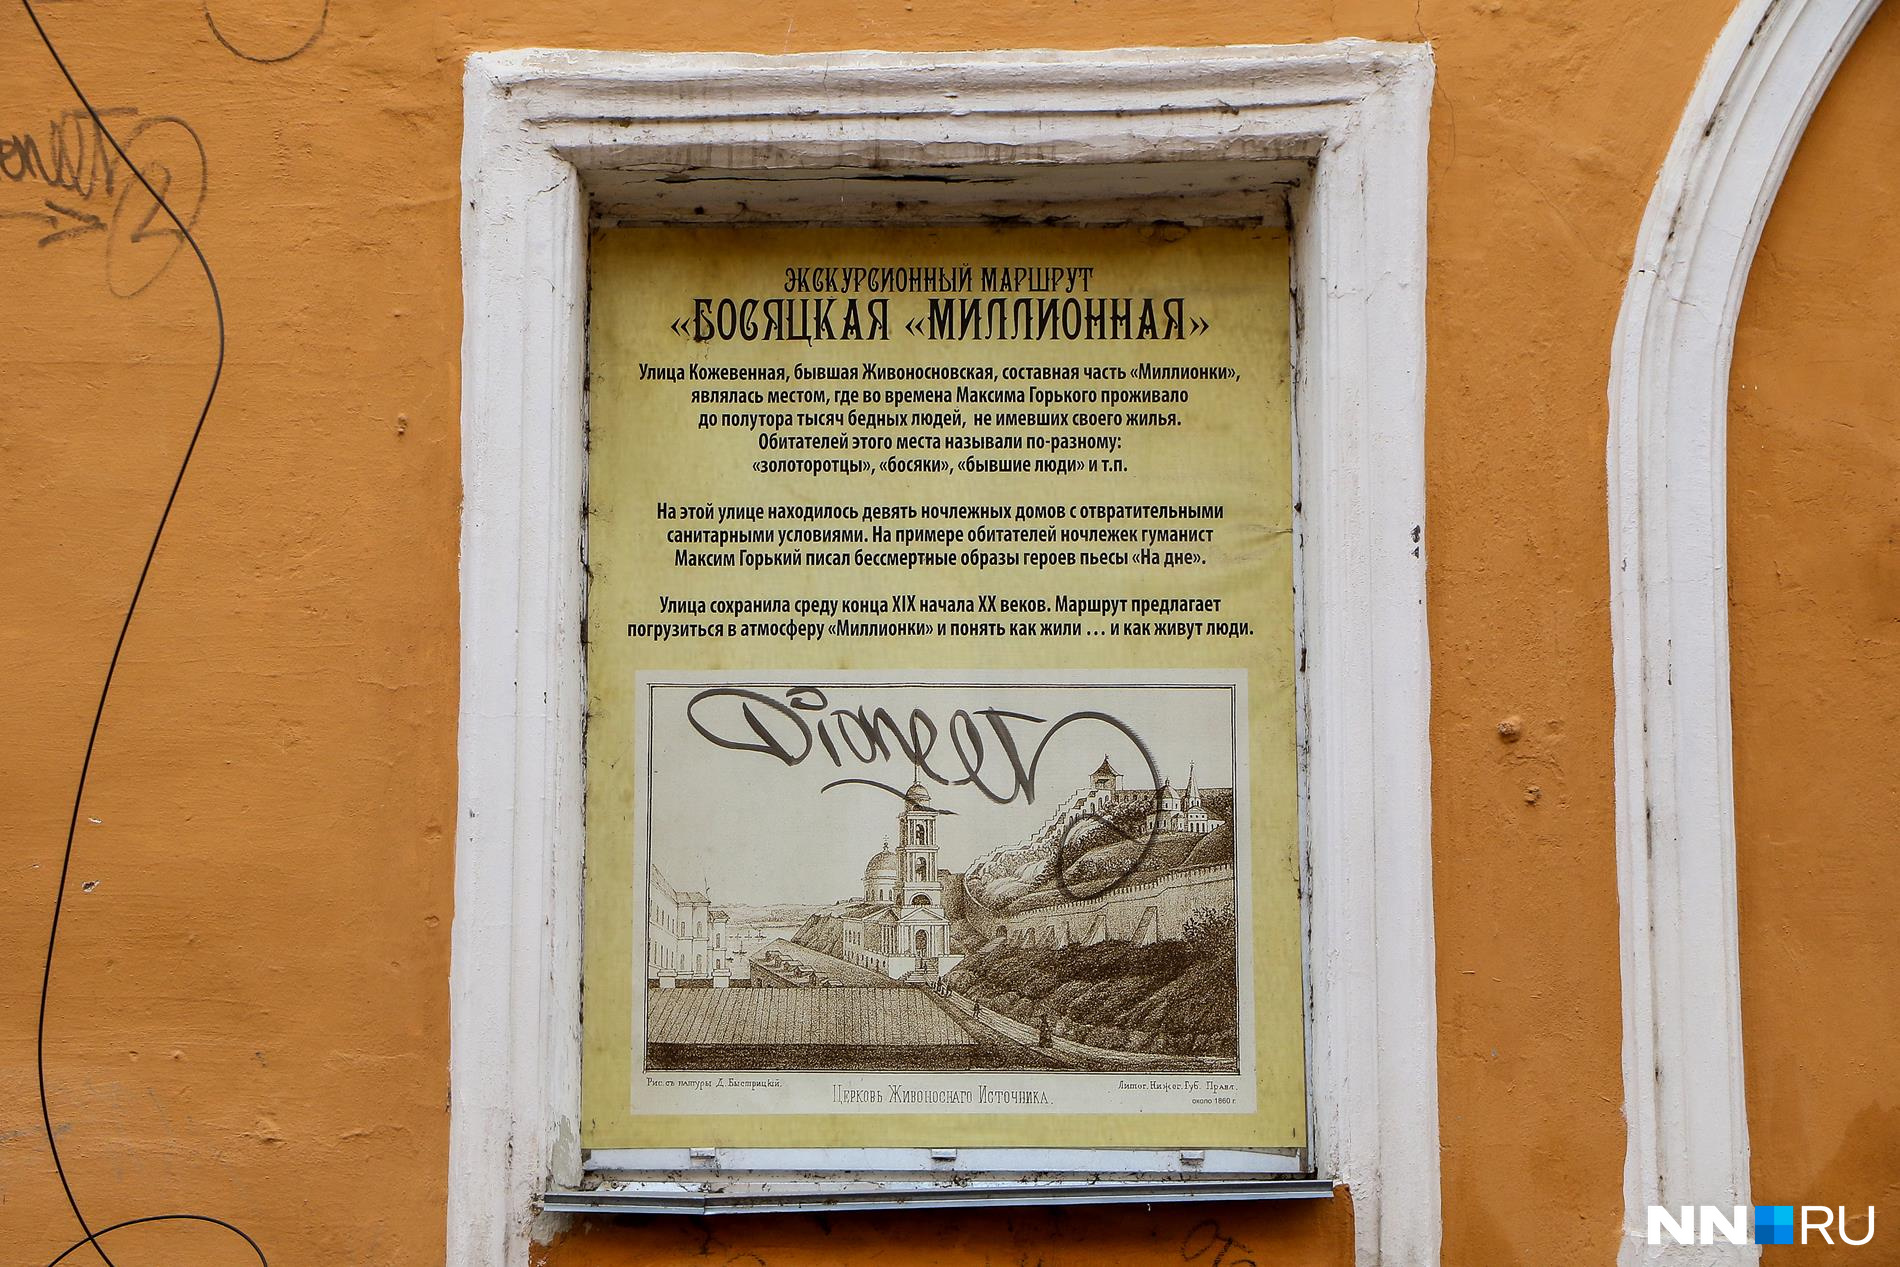 ЭКСКУРСИОННЫЙ МАРШРУТ
«БОСЯЦКАЯ «МИЛЛИОННАЯ»
Улица Кожевенная, бывшая Живоносновская, составная часть «Миллионки»,
являлась местом, где во времена Максима Горького проживало
до полутора тысяч бедных людей, не имевших своего жилья.
Обитателей этого места называли по-разному:
«золоторотцы», «босяки», «бывшие люди» и т.п.
На этой улице находилось девять ночлежных домов с отвратительными
санитарными условиями. На примере обитателей ночлежек гуманист
Максим Горький писал бессмертные образы героев пьесы «На дне».
Улица сохранила среду конца XIX начала XX веков. Маршрут предлагает
погрузиться в атмосферу «Миллионки» и понять как жили ... и как живут люди.
Рис. съ натуры Д. Быстрицкій.
Литог. Нижег. Губ. Правл.
Церковь Живоноснаго Источника.
около 1860 г.
NN RU